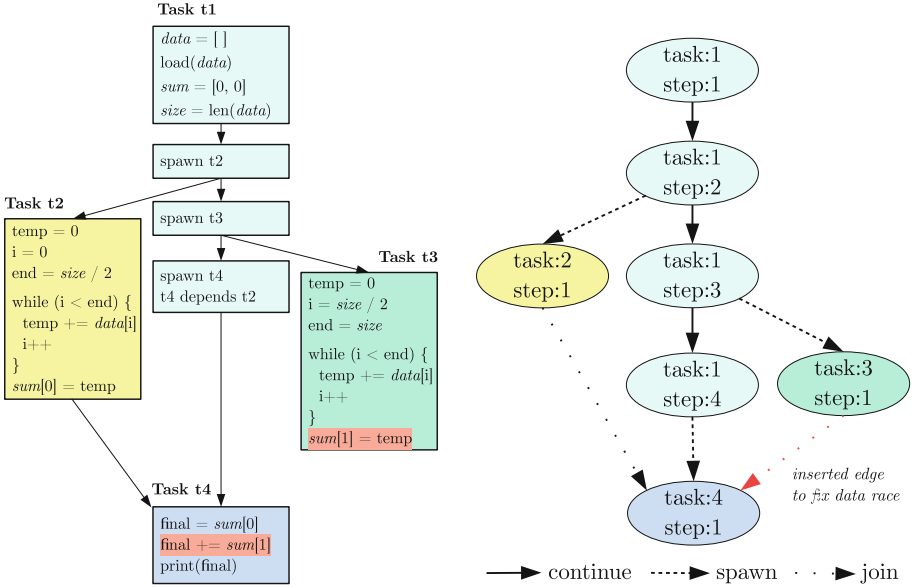 Task t1
data = [ ]
load(data)
sum = [0, 0]
size = len(data)
spawn t2
spawn t3
spawn t4
t4 depends t2
Task t2
temp = 0
i = 0
end = size / 2
while (i < end) {
temp += data[i]
i++
}
sum[0] = temp
Task t3
temp = 0
i = size / 2
end = size
while (i < end) {
temp += data[i]
i++
}
sum[1] = temp
Task t4
final = sum[0]
final += sum[1]
print(final)
task:1
step:1
task:1
step:2
task:2
step:1
task:1
step:3
task:1
step:4
task:3
step:1
task:4
step:1
inserted edge
to fix data race
continue
spawn
join